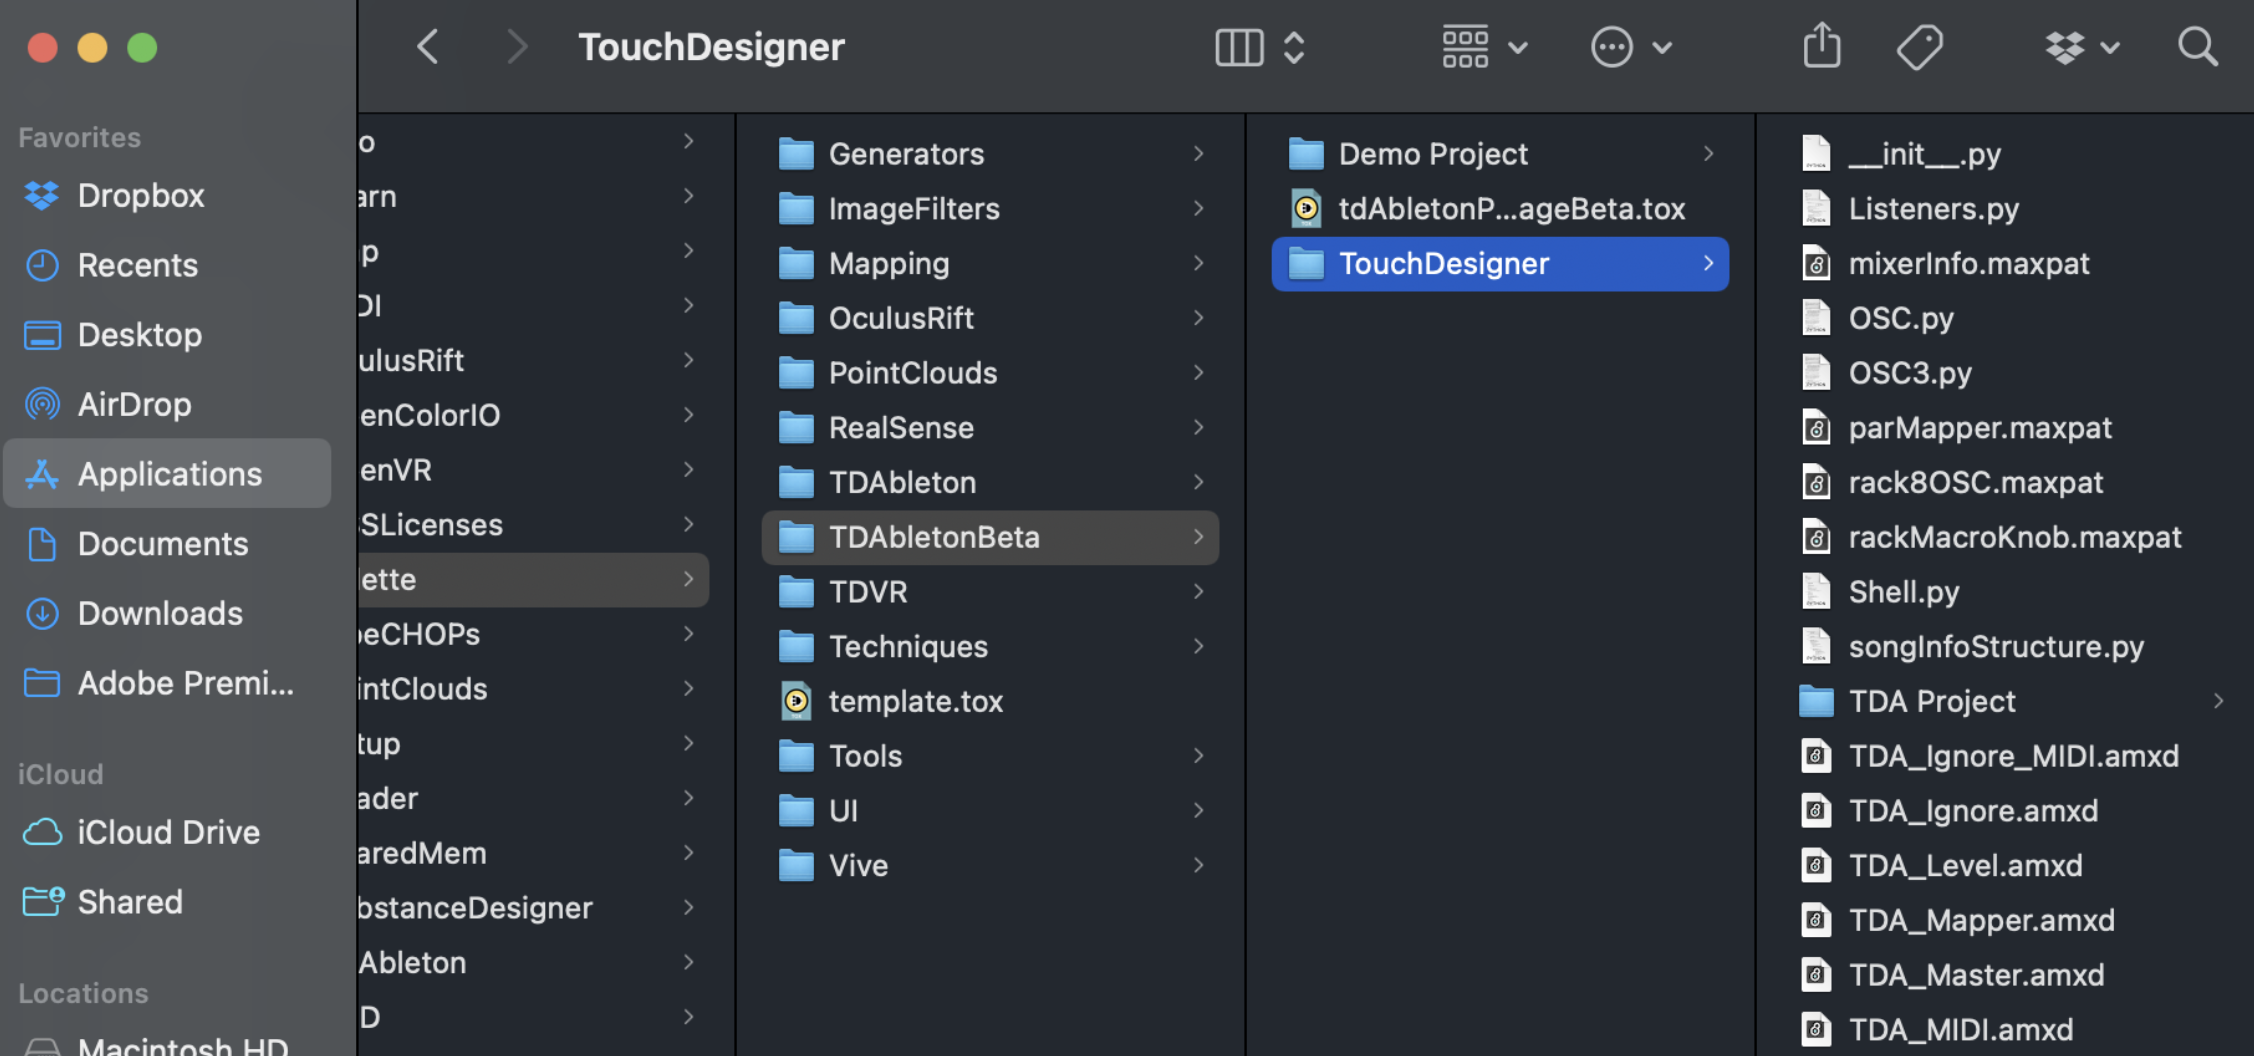 TouchDesigner
Favorites
Dropbox
Recents
Desktop
AirDrop
Applications
Documents
Downloads
Adobe Premi...
iCloud
iCloud Drive
Shared
Locations
Macintosh HD
o
arn
p
DI
ulusRift
enColorIO
enVR
SLicenses
lette
eCHOPs
intClouds
tup
ader
aredMem
bstanceDesigner
Ableton
D
Generators
ImageFilters
Mapping
OculusRift
PointClouds
RealSense
TDAbleton
TDAbletonBeta
TDVR
Techniques
template.tox
Tools
UI
Vive
Demo Project
tdAbletonP...ageBeta.tox
TouchDesigner
__init__.py
Listeners.py
mixerInfo.maxpat
OSC.py
OSC3.py
parMapper.maxpat
rack8OSC.maxpat
rackMacroKnob.maxpat
Shell.py
songInfoStructure.py
TDA Project
TDA_Ignore_MIDI.amxd
TDA_Ignore.amxd
TDA_Level.amxd
TDA_Mapper.amxd
TDA_Master.amxd
TDA_MIDI.amxd